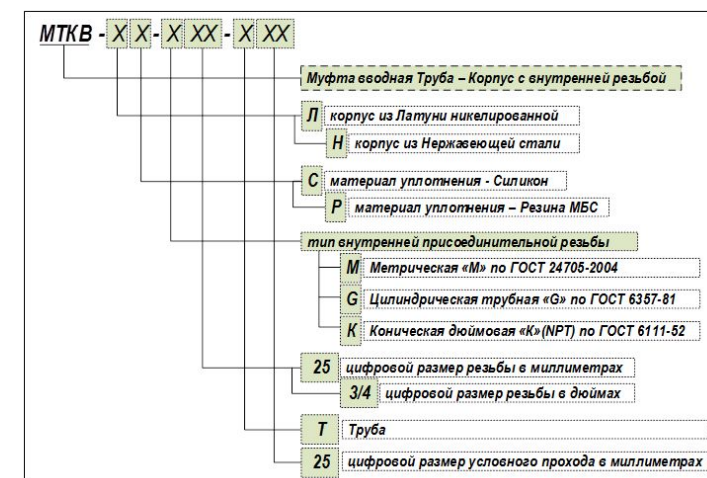 МТКВ - Х Х - Х ХХ - Х ХХ
Муфта вводная Труба – Корпус с внутренней резьбой
Л корпус из Латуни никелированной
Н корпус из Нержавеющей стали
С материал уплотнения - Силикон
Р материал уплотнения – Резина МБС
тип внутренней присоединительной резьбы
М Метрическая «М» по ГОСТ 24705-2004
G Цилиндрическая трубная «G» по ГОСТ 6357-81
К Коническая дюймовая «К»(NPT) по ГОСТ 6111-52
25 цифровой размер резьбы в миллиметрах
3/4 цифровой размер резьбы в дюймах
Т Труба
25 цифровой размер условного прохода в миллиметрах